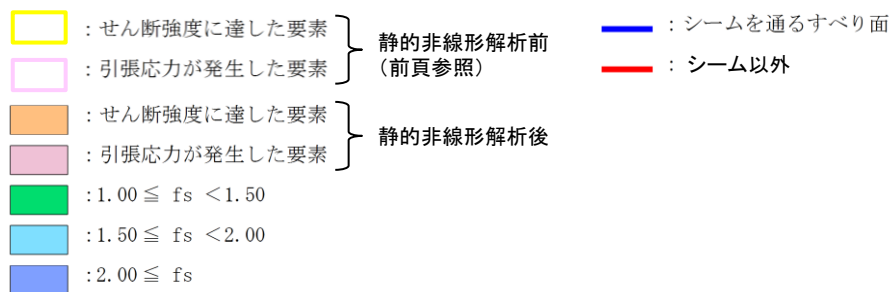 ：せん断強度に達した要素
：引張応力が発生した要素
静的非線形解析前
（前頁参照）
：せん断強度に達した要素
：引張応力が発生した要素
静的非線形解析後
:1.00≦ fs <1.50
:1.50≦ fs <2.00
:2.00≦ fs
：シームを通るすべり面
： シーム以外